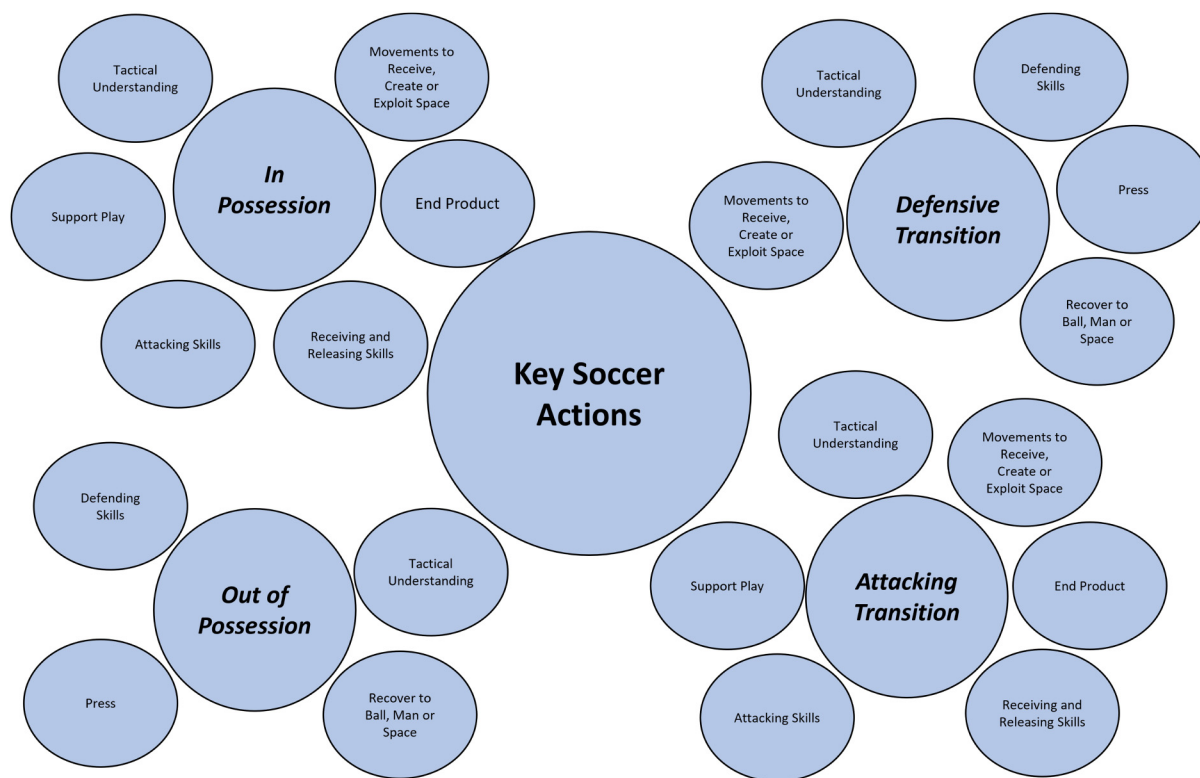 Tactical
Understanding
Movements to
Receive,
Create or
Exploit Space
In
Possession
Support Play
End Product
Attacking Skills
Receiving and
Releasing Skills
Tactical
Understanding
Defending
Skills
Movements to
Receive,
Create or
Exploit Space
Defensive
Transition
Press
Recover to
Ball, Man or
Space
Key Soccer
Actions
Defending
Skills
Out of
Possession
Tactical
Understanding
Press
Recover to
Ball, Man or
Space
Tactical
Understanding
Movements to
Receive,
Create or
Exploit Space
Support Play
Attacking
Transition
End Product
Attacking Skills
Receiving and
Releasing Skills